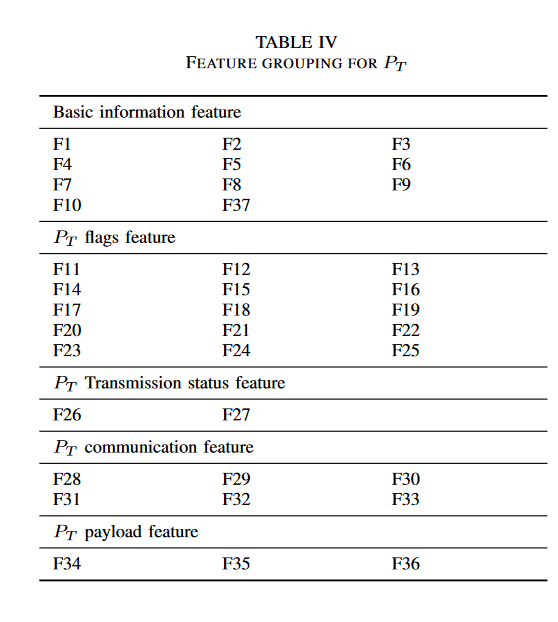 TABLE IV
FEATURE GROUPING FOR P_T
Basic information feature
F1 F2 F3
F4 F5 F6
F7 F8 F9
F10 F37
P_T flags feature
F11 F12 F13
F14 F15 F16
F17 F18 F19
F20 F21 F22
F23 F24 F25
P_T Transmission status feature
F26 F27
P_T communication feature
F28 F29 F30
F31 F32 F33
P_T payload feature
F34 F35 F36